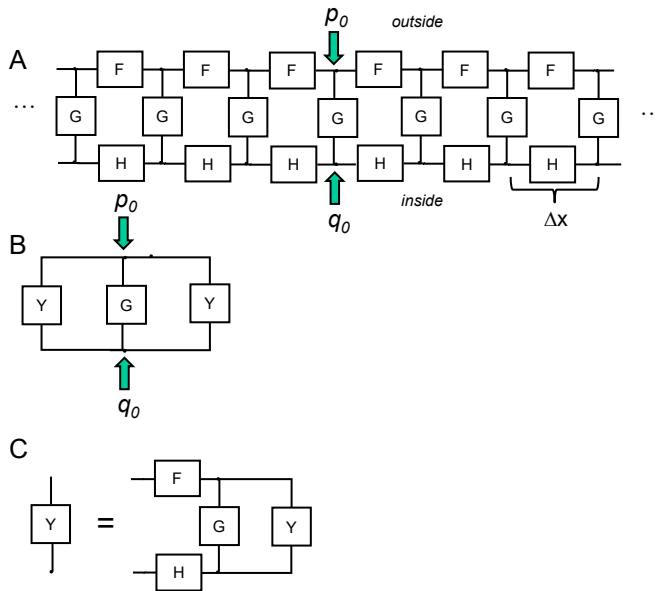 p0 outside
A
F F F F F F
... G G G G G G G ..
H H H H H H
p0 q0 inside Δx
B
Y G Y
q0
C
F
Y = G Y
H